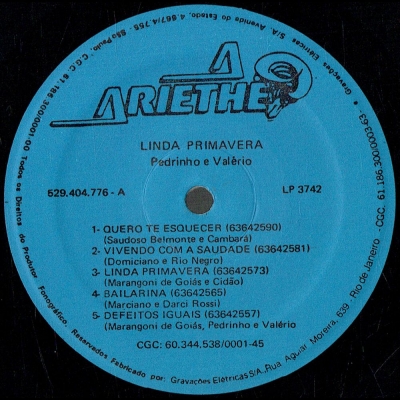 A
ARIETHE
LINDA PRIMAVERA
Pedrinho e Valério
529.404.776 - A
LP 3742
1- QUERO TE ESQUECER (63642590)
(Saudoso Belmonte e Cambará)
2- VIVENDO COM A SAUDADE (63642581)
(Domiciano e Rio Negro)
3- LINDA PRIMAVERA (63642573)
(Marangoni de Goiás e Cidão)
4- BAILARINA (63642565)
(Marciano e Darci Rossi)
5- DEFEITOS IGUAIS (63642557)
(Marangoni de Goiás, Pedrinho e Valério
CGC: 60.344.538/0001-45
Todos os Direitos do Produtor Fonográfico. Reservados Fabricado por: Gravações Elétricas S/A. Rua Aguiar Moreira, 639 - Rio de Janeiro - CGC. 61.186.300/0003-63 • Gravações Elétricas S/A. Avenida do Estado, 4.667/4.755 - São Paulo - C.G.C. 61.186.300/0001-00